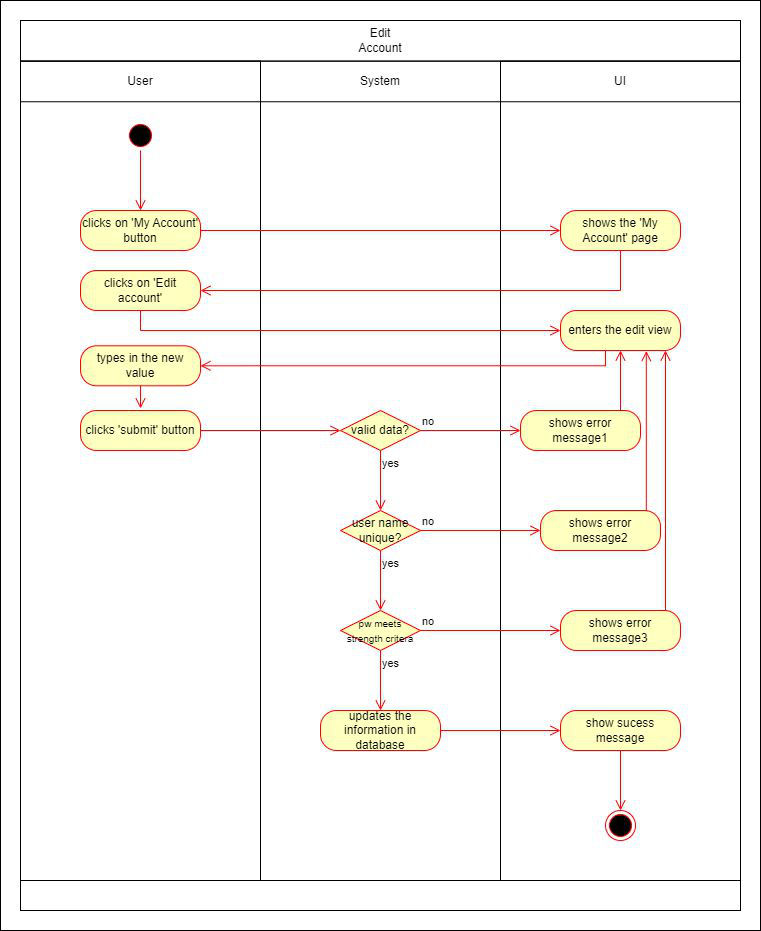 Edit
Account
User
System
UI
clicks on 'My Account'
button
shows the 'My
Account' page
clicks on 'Edit
account'
enters the edit view
types in the new
value
clicks 'submit' button
valid data?
no
shows error
message1
yes
user name
unique?
no
shows error
message2
yes
pw meets
strength critera
no
shows error
message3
yes
updates the
information in
database
show sucess
message